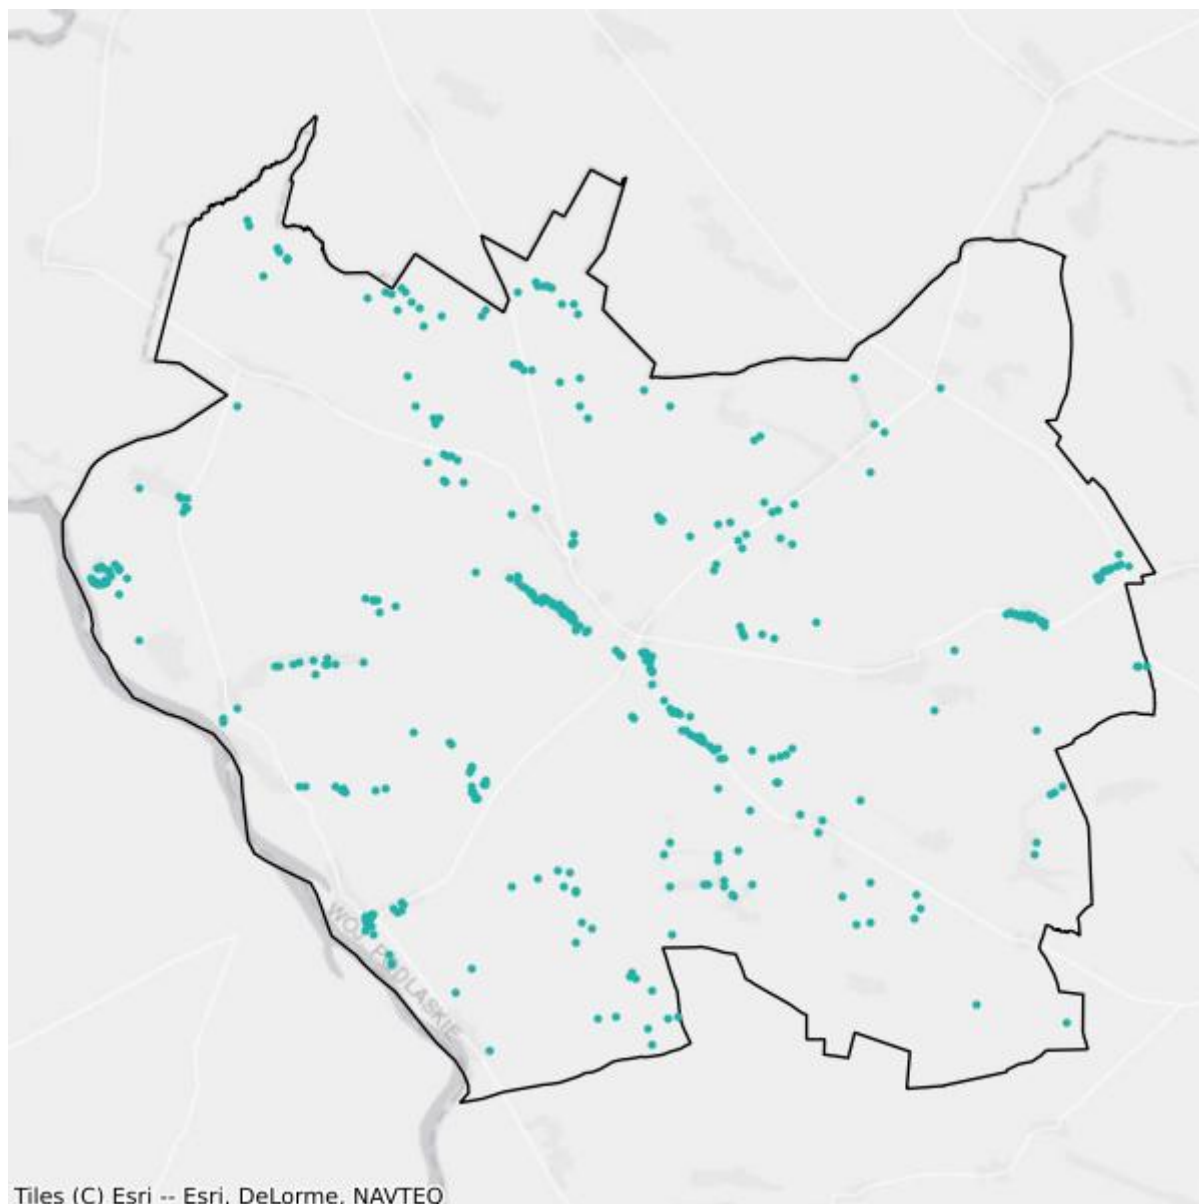 WOJ. PODLASKIE
Tiles (C) Esri -- Esri, DeLorme, NAVTEQ